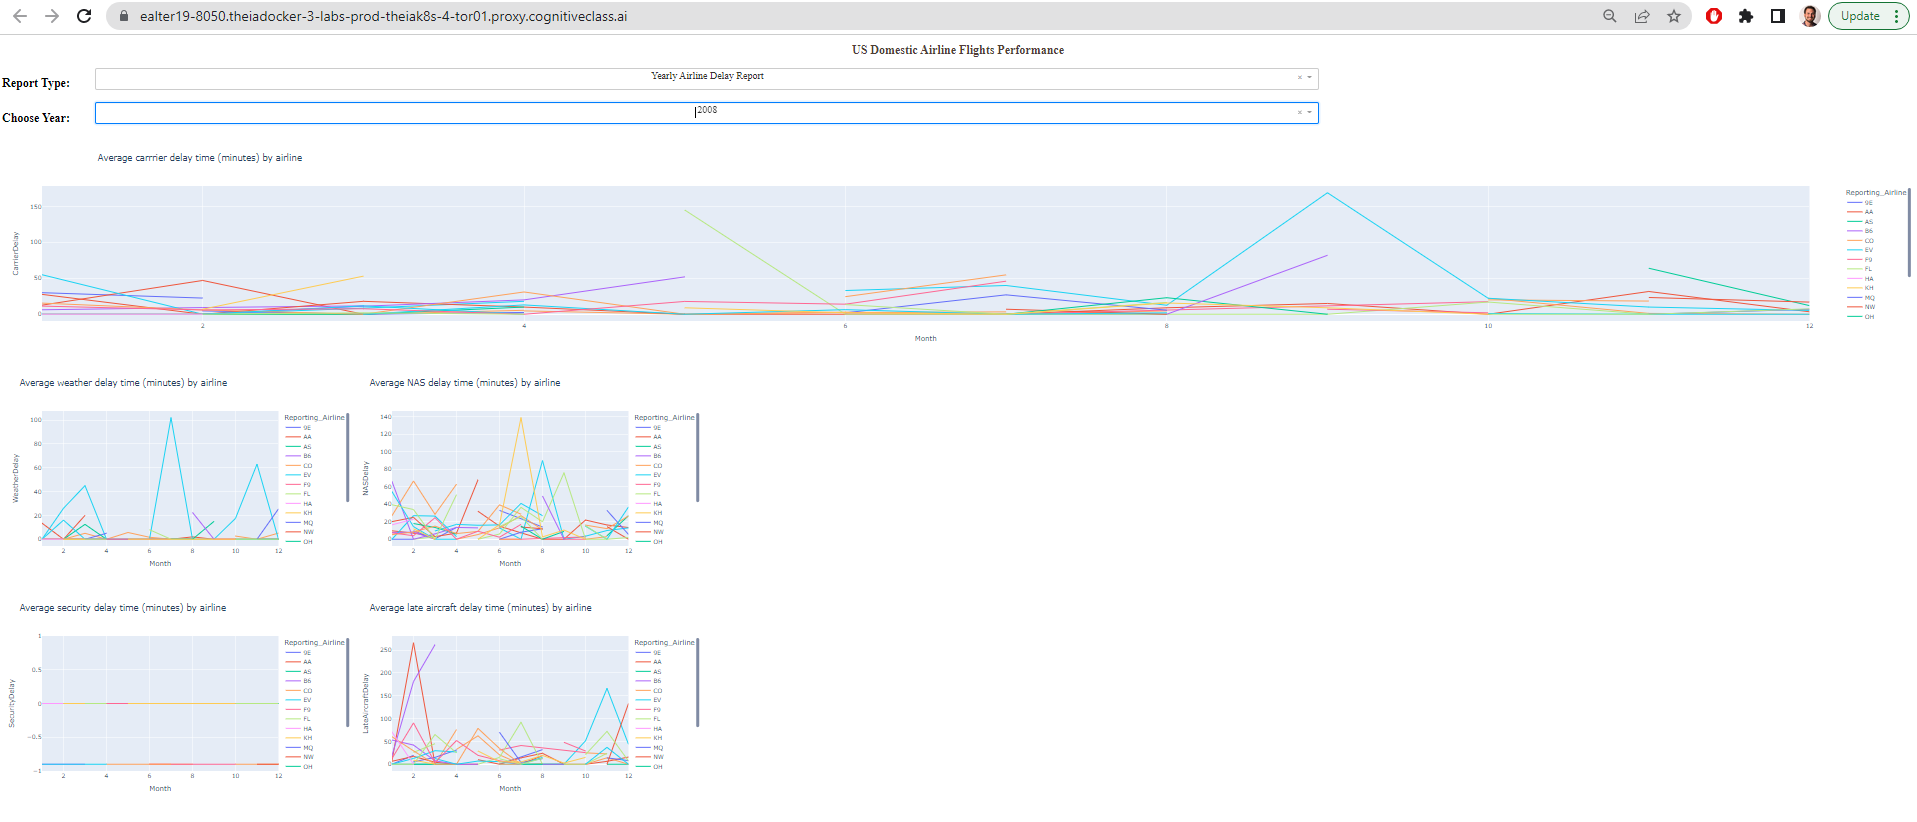 ealter19-8050.theiadocker-3-labs-prod-theiak8s-4-tor01.proxy.cognitiveclass.ai
Update
US Domestic Airline Flights Performance
Report Type:
Yearly Airline Delay Report
× 
Choose Year:
2008
×
Average carrrier delay time (minutes) by airline
CarrierDelay
150
100
50
0
2
4
6
8
10
12
Month
Reporting_Airline
9E
AA
AS
B6
CO
EV
F9
FL
HA
KH
MQ
NW
OH
Average weather delay time (minutes) by airline
WeatherDelay
100
80
60
40
20
0
2
4
6
8
10
12
Month
Reporting_Airline
9E
AA
AS
B6
CO
EV
F9
FL
HA
KH
MQ
NW
OH
Average NAS delay time (minutes) by airline
NASDelay
140
120
100
80
60
40
20
0
2
4
6
8
10
12
Month
Reporting_Airline
9E
AA
AS
B6
CO
EV
F9
FL
HA
KH
MQ
NW
OH
Average security delay time (minutes) by airline
SecurityDelay
1
0.5
0
−0.5
−1
2
4
6
8
10
12
Month
Reporting_Airline
9E
AA
AS
B6
CO
EV
F9
FL
HA
KH
MQ
NW
OH
Average late aircraft delay time (minutes) by airline
LateAircraftDelay
250
200
150
100
50
0
2
4
6
8
10
12
Month
Reporting_Airline
9E
AA
AS
B6
CO
EV
F9
FL
HA
KH
MQ
NW
OH